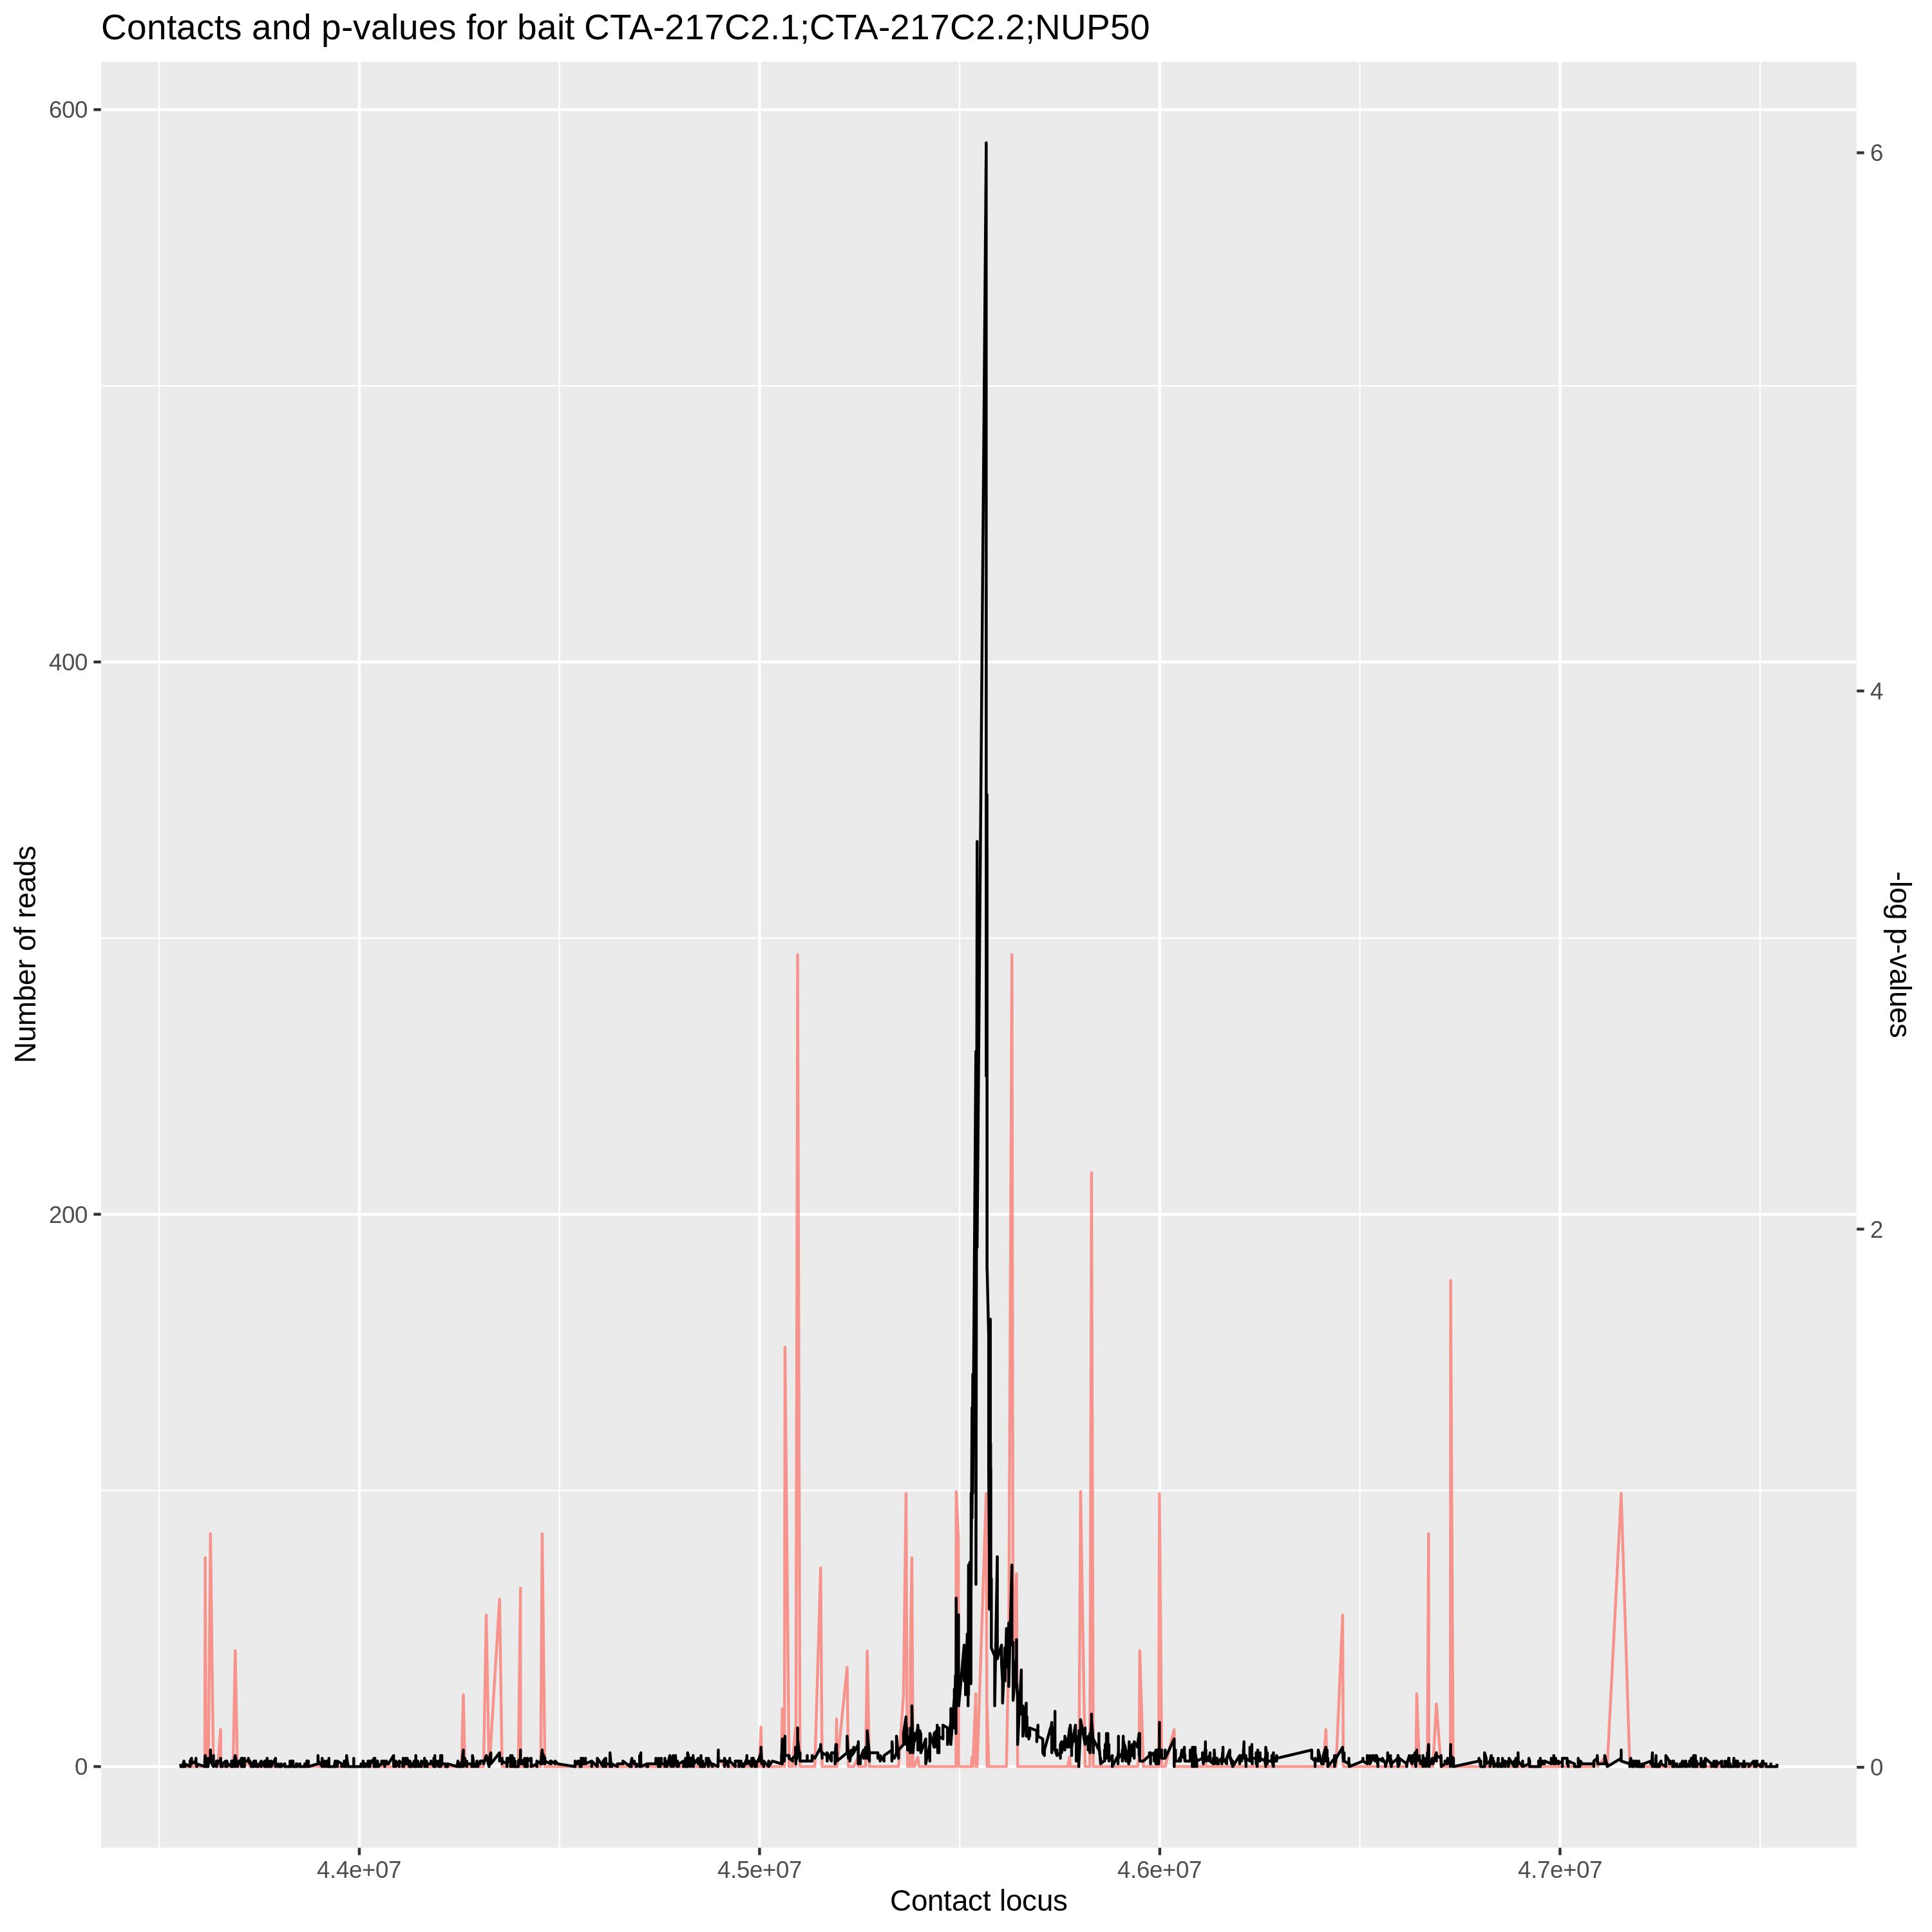 Contacts and p-values for bait CTA-217C2.1;CTA-217C2.2;NUP50
600
400
200
0
Number of reads
6
4
2
0
-log p-values
4.4e+07
4.5e+07
4.6e+07
4.7e+07
Contact locus